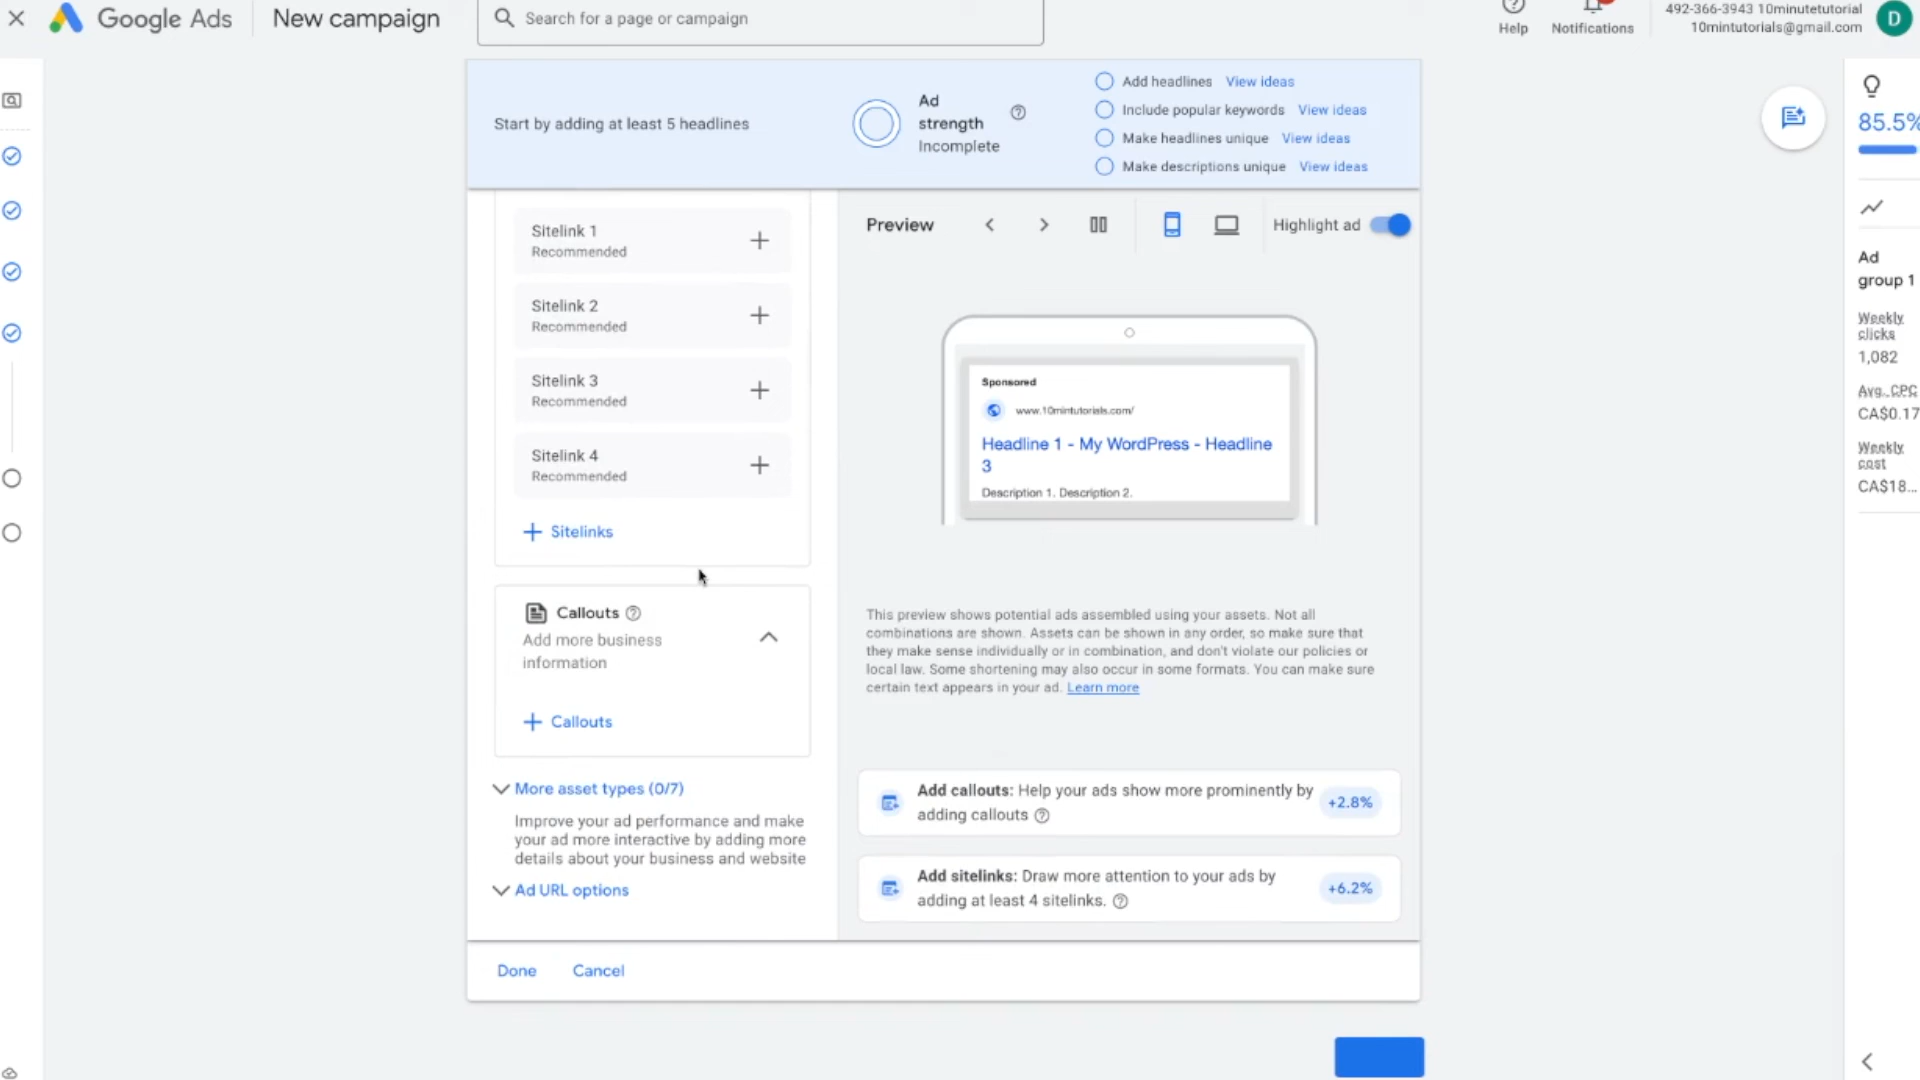 Google Ads
New campaign
Search for a page or campaign
Help
Notifications
492-366-3943 10minutetutorial
10mintutorials@gmail.com
D
Start by adding at least 5 headlines
Ad
strength
Incomplete
Add headlines View ideas
Include popular keywords View ideas
Make headlines unique View ideas
Make descriptions unique View ideas
85.5%
Sitelink 1
Recommended
Sitelink 2
Recommended
Sitelink 3
Recommended
Sitelink 4
Recommended
Sitelinks
Callouts
Add more business
information
Callouts
More asset types (0/7)
Improve your ad performance and make
your ad more interactive by adding more
details about your business and website
Ad URL options
Preview
Highlight ad
Sponsored
www.10mintutorials.com/
Headline 1 - My WordPress - Headline
3
Description 1. Description 2.
This preview shows potential ads assembled using your assets. Not all
combinations are shown. Assets can be shown in any order, so make sure that
they make sense individually or in combination, and don't violate our policies or
local law. Some shortening may also occur in some formats. You can make sure
certain text appears in your ad. Learn more
Add callouts: Help your ads show more prominently by
adding callouts
+2.8%
Add sitelinks: Draw more attention to your ads by
adding at least 4 sitelinks.
+6.2%
Ad
group 1
Weekly
clicks
1,082
Avg. CPC
CA$0.17
Weekly
cost
CA$18...
Done
Cancel